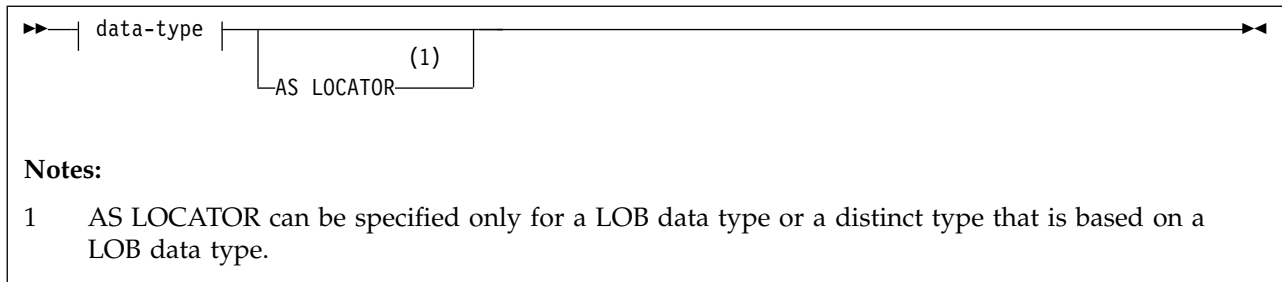 data-type
(1)
AS LOCATOR
Notes:
1 AS LOCATOR can be specified only for a LOB data type or a distinct type that is based on a
LOB data type.